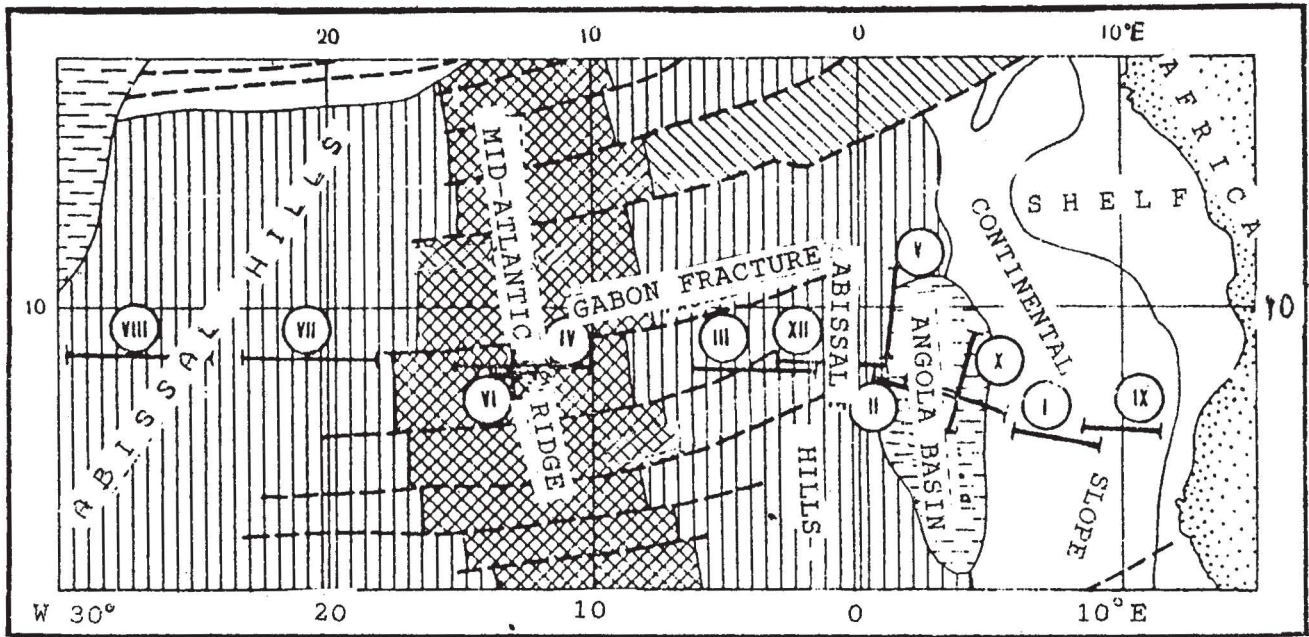 20 10 0 10°E
AFRICA
ABISSAL HILLS
MID-ATLANTIC RIDGE
SHELF
CONTINENTAL SLOPE
GABON FRACTURE
ABISSAL HILLS
ANGOLA BASIN
10 10
VIII
VII
IV
III
XII
V
X
VI
II
I
XI
W 30° 20 10 0 10°E